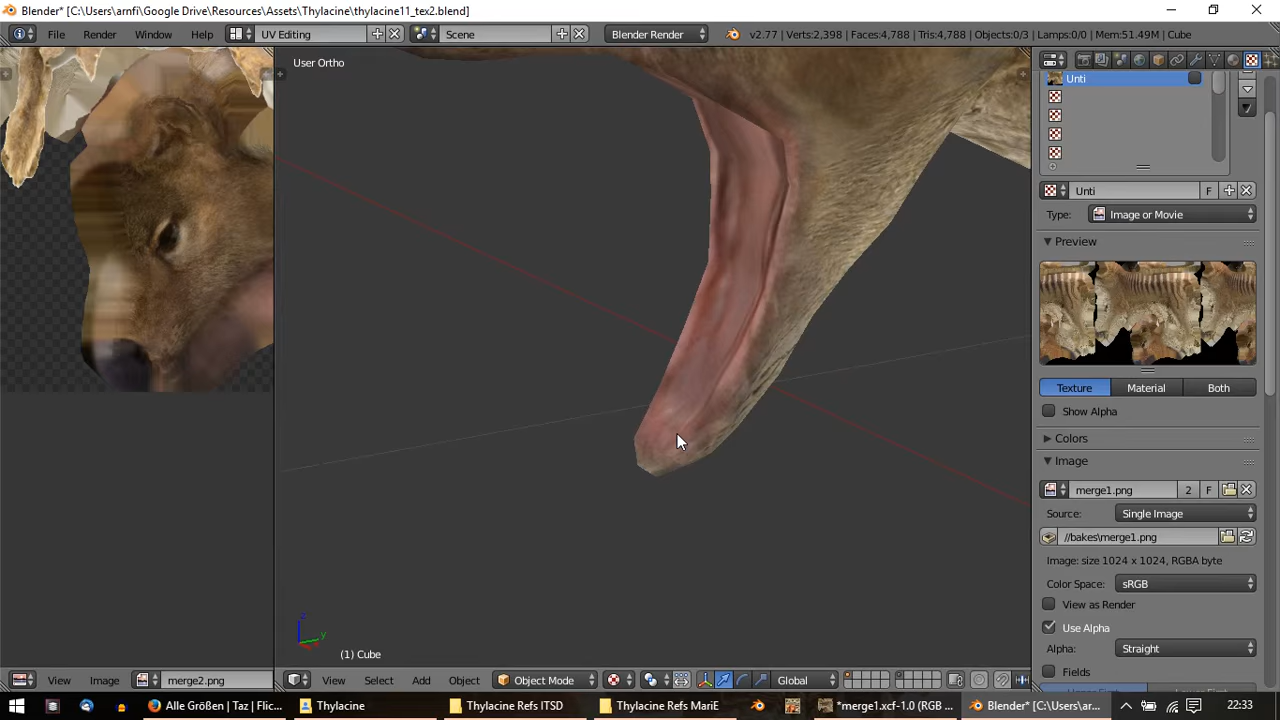 Blender* [C:\Users\arnfi\Google Drive\Resources\Assets\Thylacine\thylacine11_tex2.blend]
File Render Window Help UV Editing Scene Blender Render v2.77 | Verts:2,398 | Faces:4,788 | Tris:4,788 | Objects:0/3 | Lamps:0/0 | Mem:51.49M | Cube
User Ortho
Unti
Unti F
Type: Image or Movie
Preview
Texture Material Both
Show Alpha
Colors
Image
merge1.png 2 F
Source: Single Image
//bakes\merge1.png
Image: size 1024 x 1024, RGBA byte
Color Space: sRGB
View as Render
Use Alpha
Alpha: Straight
Fields
z
y
(1) Cube
View Image merge2.png View Select Add Object Object Mode Global
Alle Größen | Taz | Flic... Thylacine Thylacine Refs ITSD Thylacine Refs MariE *merge1.xcf-1.0 (RGB ... Blender* [C:\Users\ar... 22:33